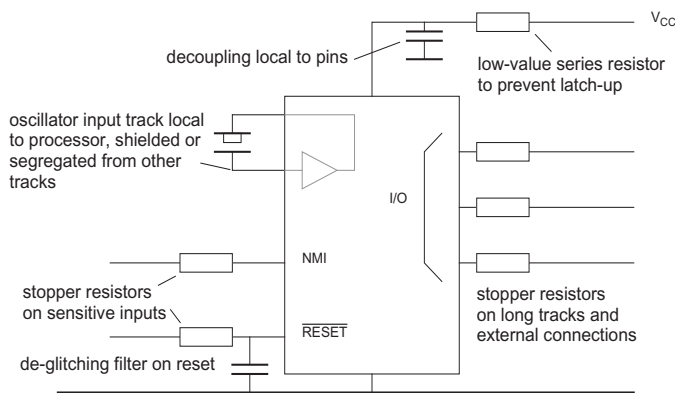 V_CC
decoupling local to pins
low-value series resistor
to prevent latch-up
oscillator input track local
to processor, shielded or
segregated from other
tracks
I/O
NMI
stopper resistors
on sensitive inputs
stopper resistors
on long tracks and
external connections
RESET
de-glitching filter on reset